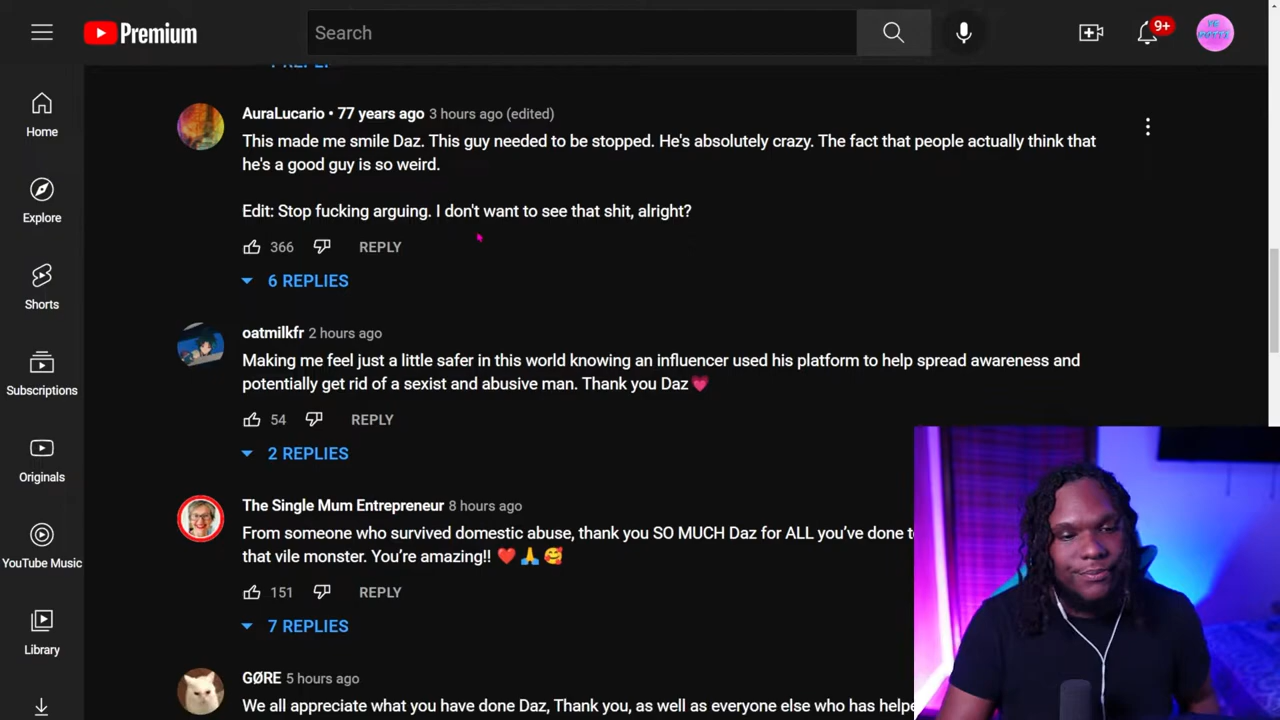 Premium
Search
9+
Home
Explore
Shorts
Subscriptions
Originals
YouTube Music
Library
AuraLucario • 77 years ago 3 hours ago (edited)
This made me smile Daz. This guy needed to be stopped. He's absolutely crazy. The fact that people actually think that
he's a good guy is so weird.
Edit: Stop fucking arguing. I don't want to see that shit, alright?
366 REPLY
6 REPLIES
oatmilkfr 2 hours ago
Making me feel just a little safer in this world knowing an influencer used his platform to help spread awareness and
potentially get rid of a sexist and abusive man. Thank you Daz💗
54 REPLY
2 REPLIES
The Single Mum Entrepreneur 8 hours ago
From someone who survived domestic abuse, thank you SO MUCH Daz for ALL you’ve done to
that vile monster. You’re amazing!! ❤️ 🙏 🥰
151 REPLY
7 REPLIES
GØRE 5 hours ago
We all appreciate what you have done Daz, Thank you, as well as everyone else who has helpe